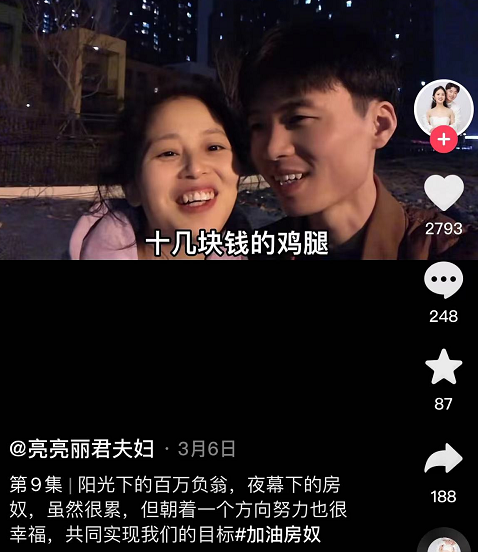 十几块钱的鸡腿
2793
248
87
188
@亮亮丽君夫妇 · 3月6日
第9集 | 阳光下的百万负翁，夜幕下的房
奴，虽然很累，但朝着一个方向努力也很
幸福，共同实现我们的目标#加油房奴